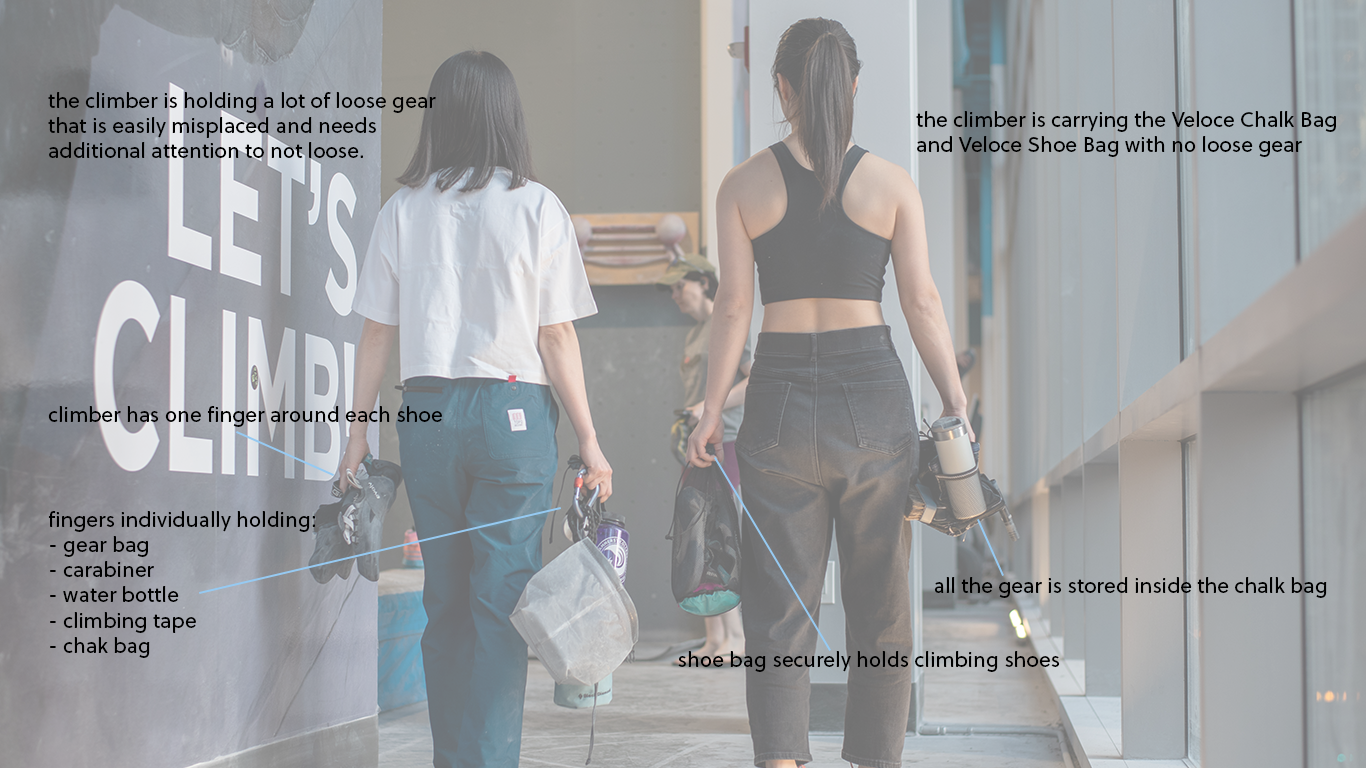 the climber is holding a lot of loose gear
that is easily misplaced and needs
additional attention to not loose.
the climber is carrying the Veloce Chalk Bag
and Veloce Shoe Bag with no loose gear
LET'S
CLIMB!
climber has one finger around each shoe
fingers individually holding:
- gear bag
- carabiner
- water bottle
- climbing tape
- chak bag
all the gear is stored inside the chalk bag
shoe bag securely holds climbing shoes